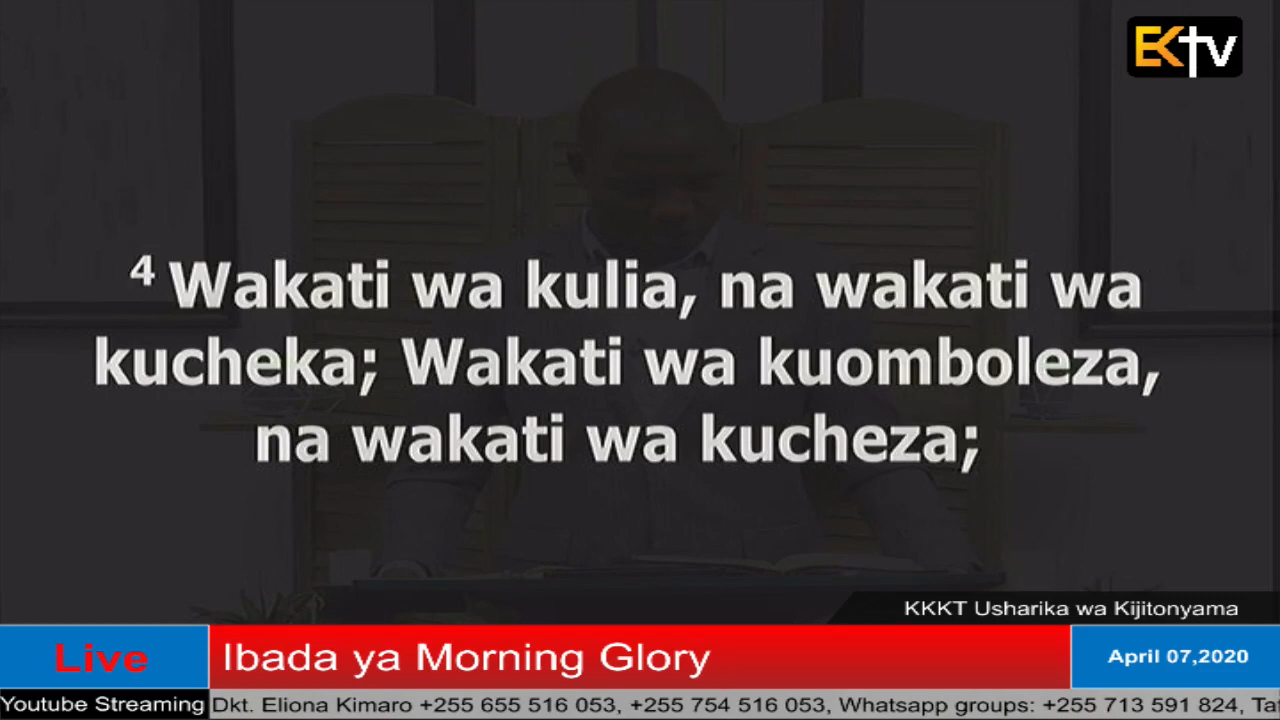 EKtv
4 Wakati wa kulia, na wakati wa
kucheka; Wakati wa kuomboleza,
na wakati wa kucheza;
KKKT Usharika wa Kijitonyama
Live
Ibada ya Morning Glory
April 07,2020
Youtube Streaming
Dkt. Eliona Kimaro +255 655 516 053, +255 754 516 053, Whatsapp groups: +255 713 591 824,